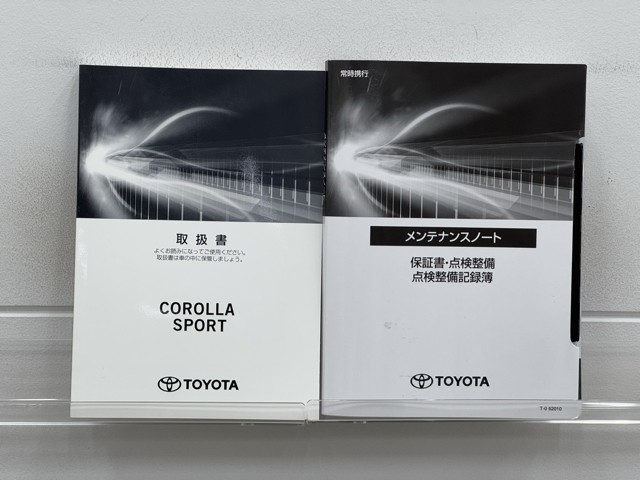 取扱書
よくお読みになってご使用ください。
取扱書は車の中に保管しましょう。
COROLLA
SPORT
TOYOTA
常時携行
メンテナンスノート
保証書・点検整備
点検整備記録簿
TOYOTA